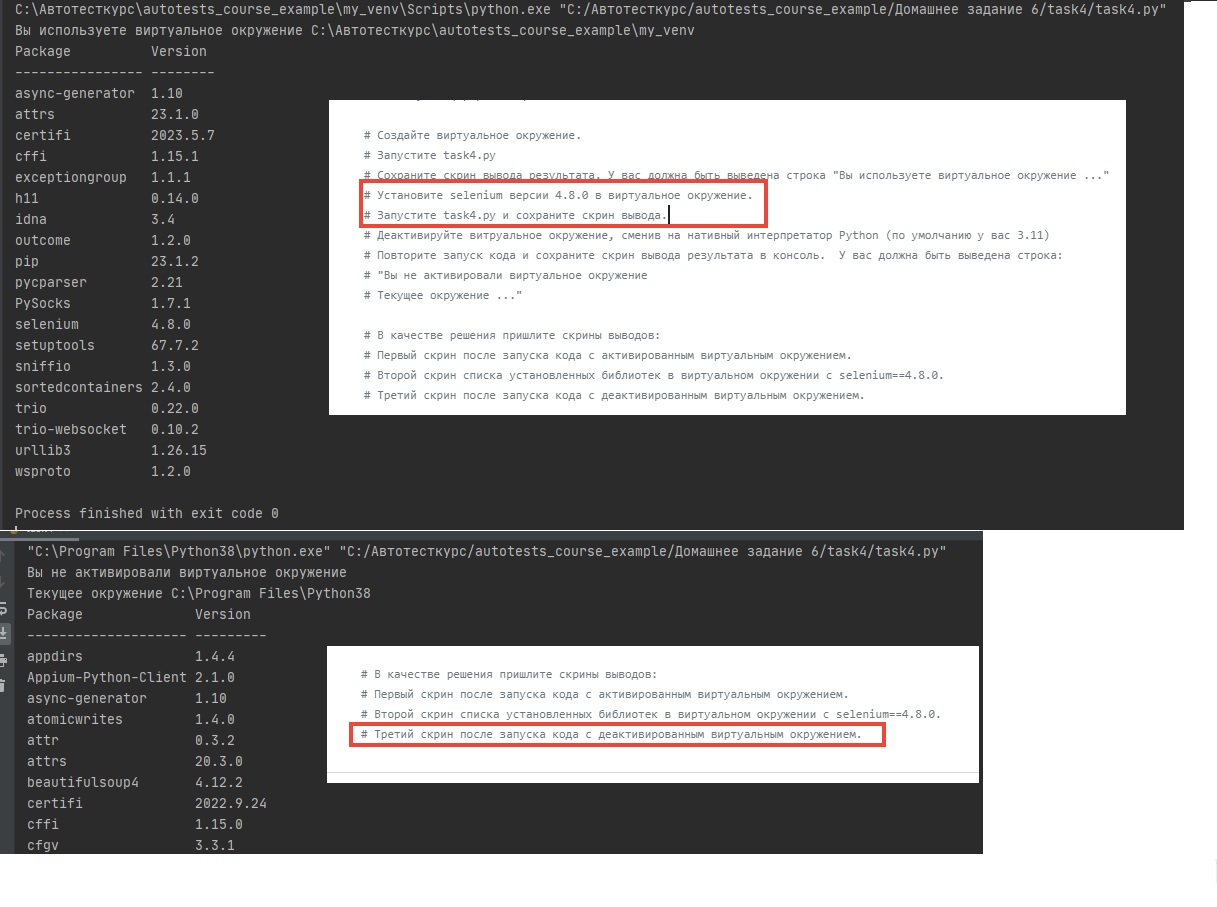 C:\Автотесткурс\autotests_course_example\my_venv\Scripts\python.exe "C:/Автотесткурс/autotests_course_example/Домашнее задание 6/task4/task4.py"
Вы используете виртуальное окружение C:\Автотесткурс\autotests_course_example\my_venv
Package Version
---------------- --------
async-generator 1.10
attrs 23.1.0
certifi 2023.5.7
cffi 1.15.1
exceptiongroup 1.1.1
h11 0.14.0
idna 3.4
outcome 1.2.0
pip 23.1.2
pycparser 2.21
PySocks 1.7.1
selenium 4.8.0
setuptools 67.7.2
sniffio 1.3.0
sortedcontainers 2.4.0
trio 0.22.0
trio-websocket 0.10.2
urllib3 1.26.15
wsproto 1.2.0
Process finished with exit code 0
# Создайте виртуальное окружение.
# Запустите task4.py
# Сохраните скрин вывода результата. У вас должна быть выведена строка "Вы используете виртуальное окружение ..."
# Установите selenium версии 4.8.0 в виртуальное окружение.
# Запустите task4.py и сохраните скрин вывода.
# Деактивируйте витруальное окружение, сменив на нативный интерпретатор Python (по умолчанию у вас 3.11)
# Повторите запуск кода и сохраните скрин вывода результата в консоль. У вас должна быть выведена строка:
# "Вы не активировали виртуальное окружение
# Текущее окружение ..."
# В качестве решения пришлите скрины выводов:
# Первый скрин после запуска кода с активированным виртуальным окружением.
# Второй скрин списка установленных библиотек в виртуальном окружении с selenium==4.8.0.
# Третий скрин после запуска кода с деактивированным виртуальным окружением.
"C:\Program Files\Python38\python.exe" "C:/Автотесткурс/autotests_course_example/Домашнее задание 6/task4/task4.py"
Вы не активировали виртуальное окружение
Текущее окружение C:\Program Files\Python38
Package Version
-------------------- ---------
appdirs 1.4.4
Appium-Python-Client 2.1.0
async-generator 1.10
atomicwrites 1.4.0
attr 0.3.2
attrs 20.3.0
beautifulsoup4 4.12.2
certifi 2022.9.24
cffi 1.15.0
cfgv 3.3.1
# В качестве решения пришлите скрины выводов:
# Первый скрин после запуска кода с активированным виртуальным окружением.
# Второй скрин списка установленных библиотек в виртуальном окружении с selenium==4.8.0.
# Третий скрин после запуска кода с деактивированным виртуальным окружением.